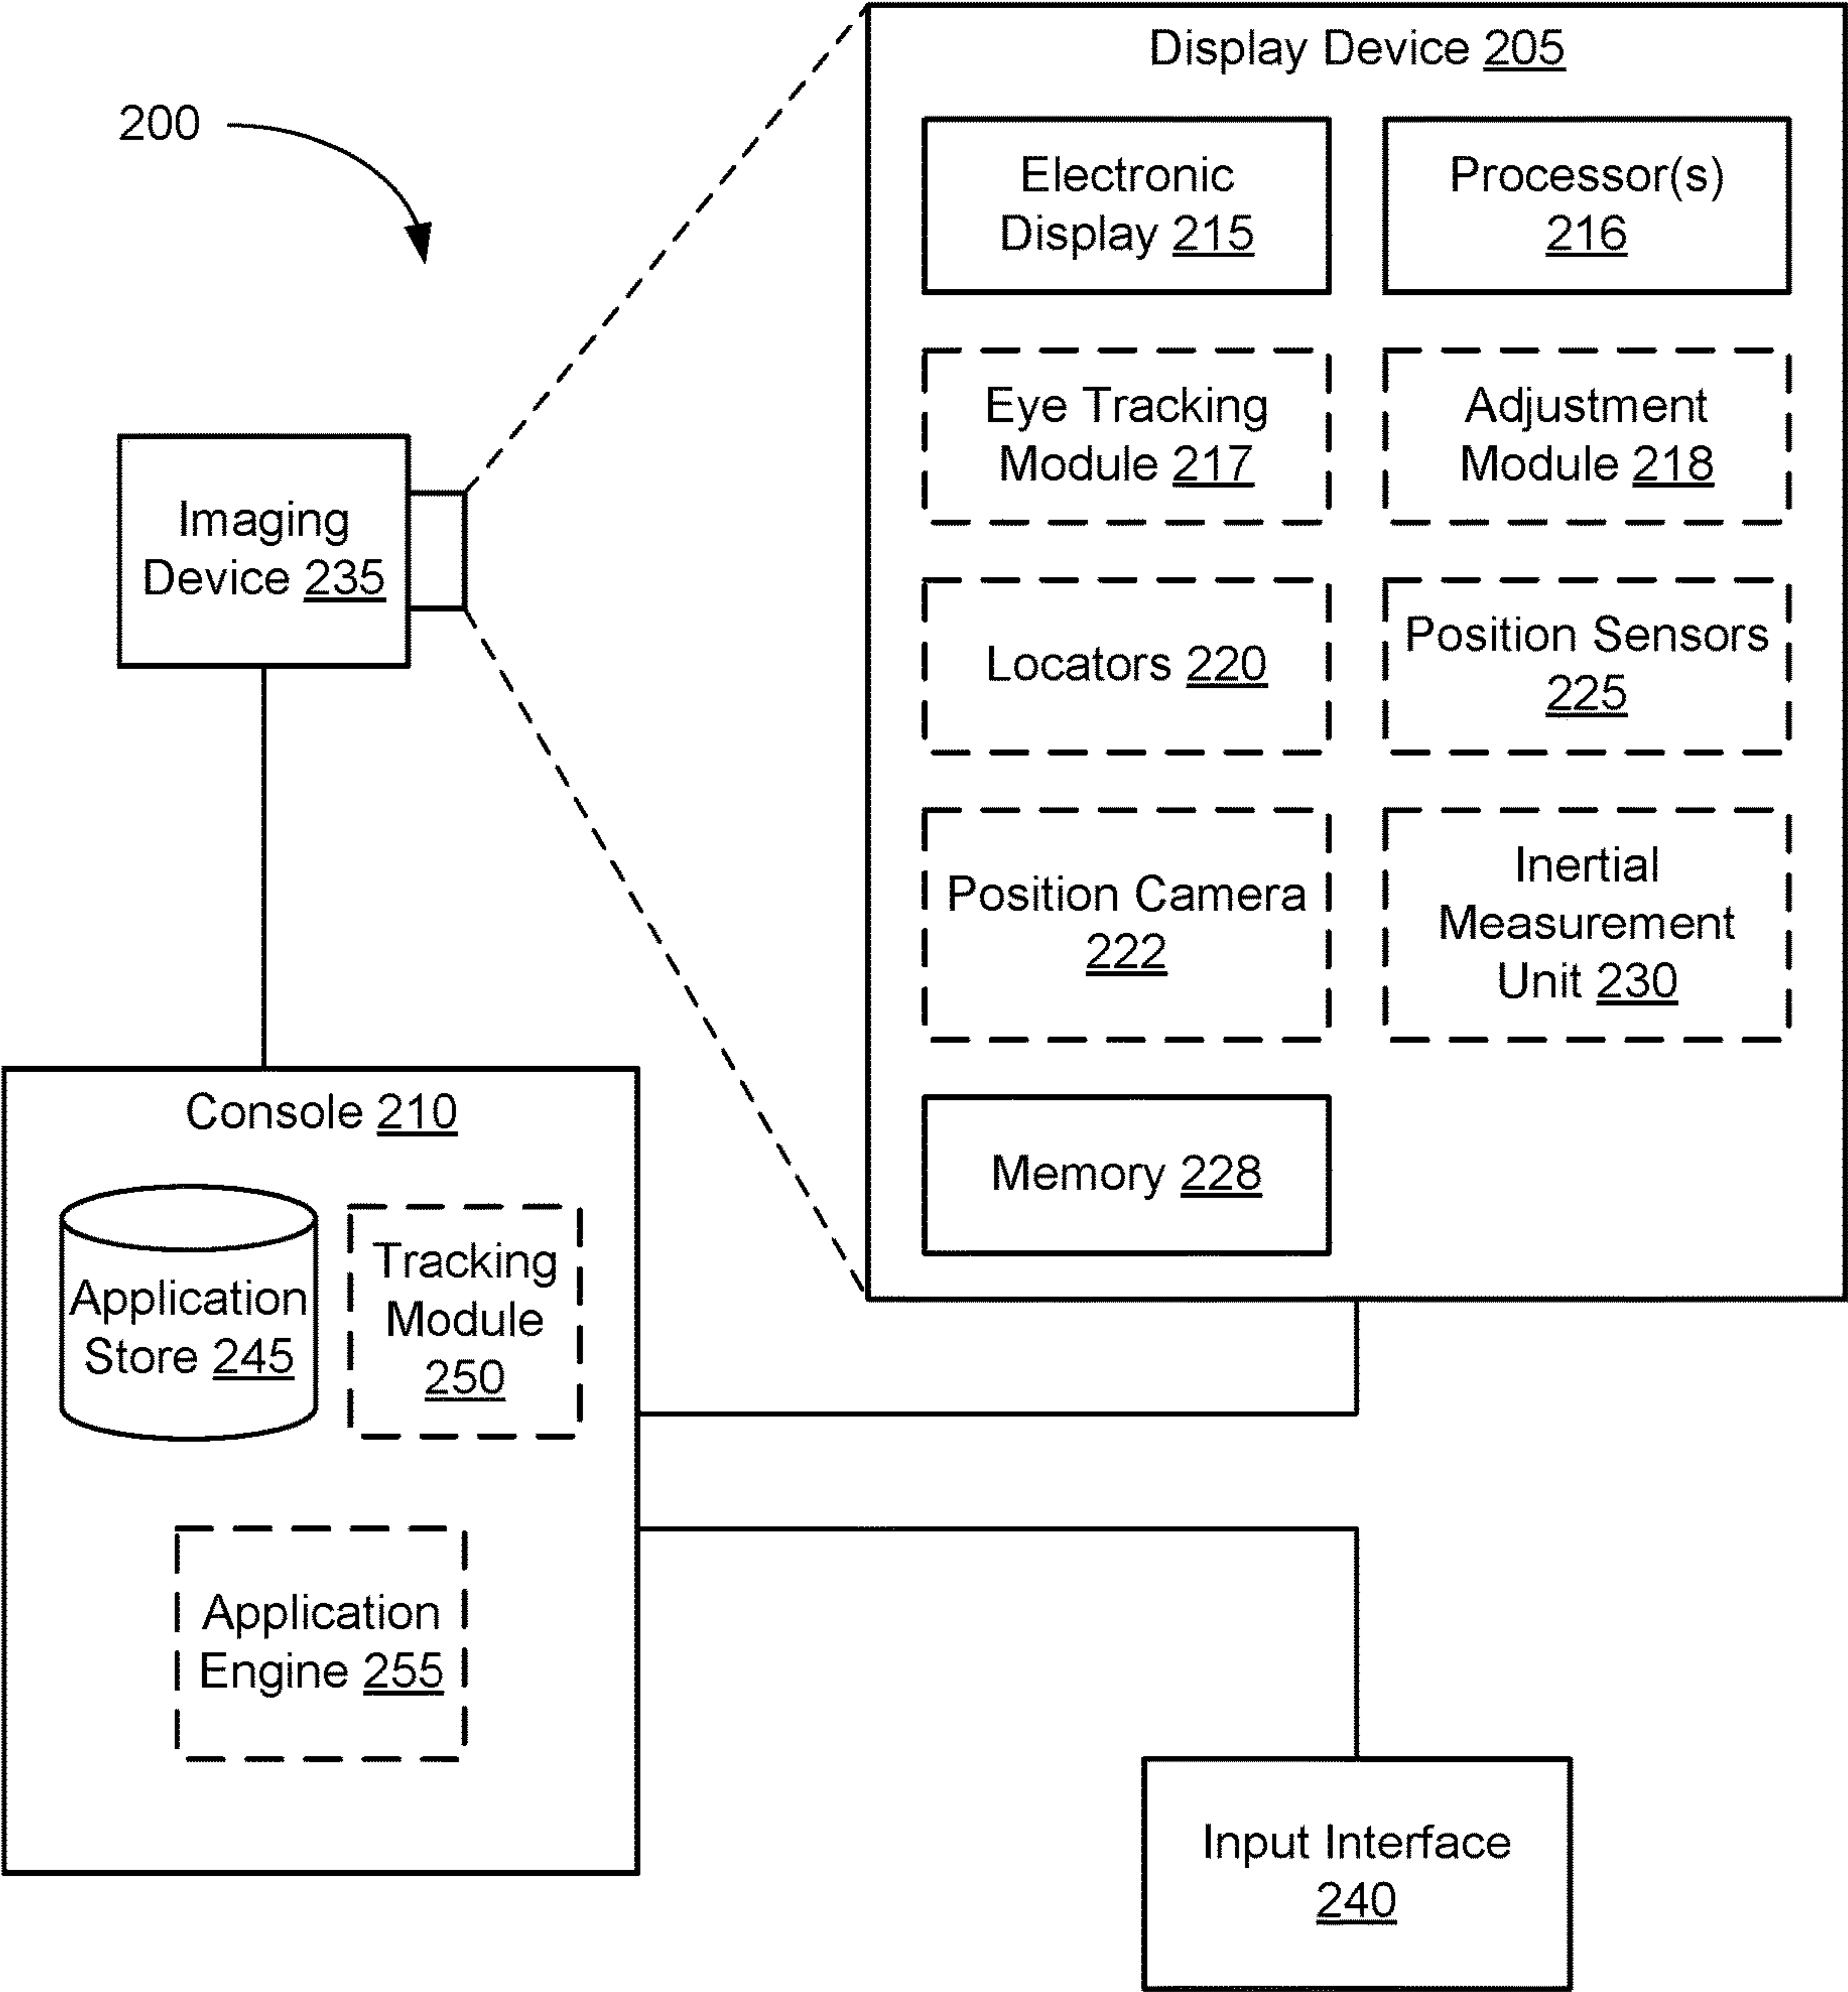 200
Display Device 205
Electronic
Display 215
Processor(s)
216
Eye Tracking
Module 217
Adjustment
Module 218
Imaging
Device 235
Locators 220
Position Sensors
225
Position Camera
222
Inertial
Measurement
Unit 230
Memory 228
Console 210
Application
Store 245
Tracking
Module
250
Application
Engine 255
Input Interface
240